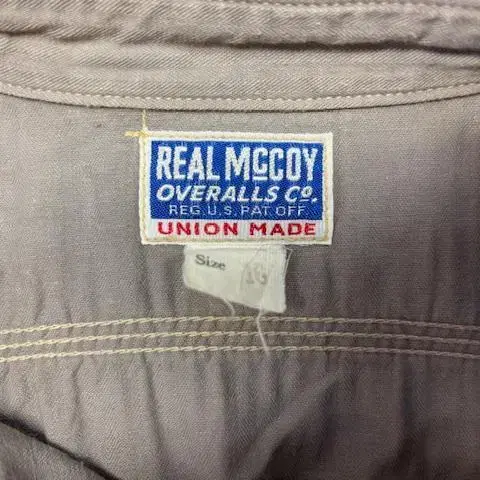 REAL McCOY
OVERALLS Co.
REG. U.S. PAT. OFF
UNION MADE
Size